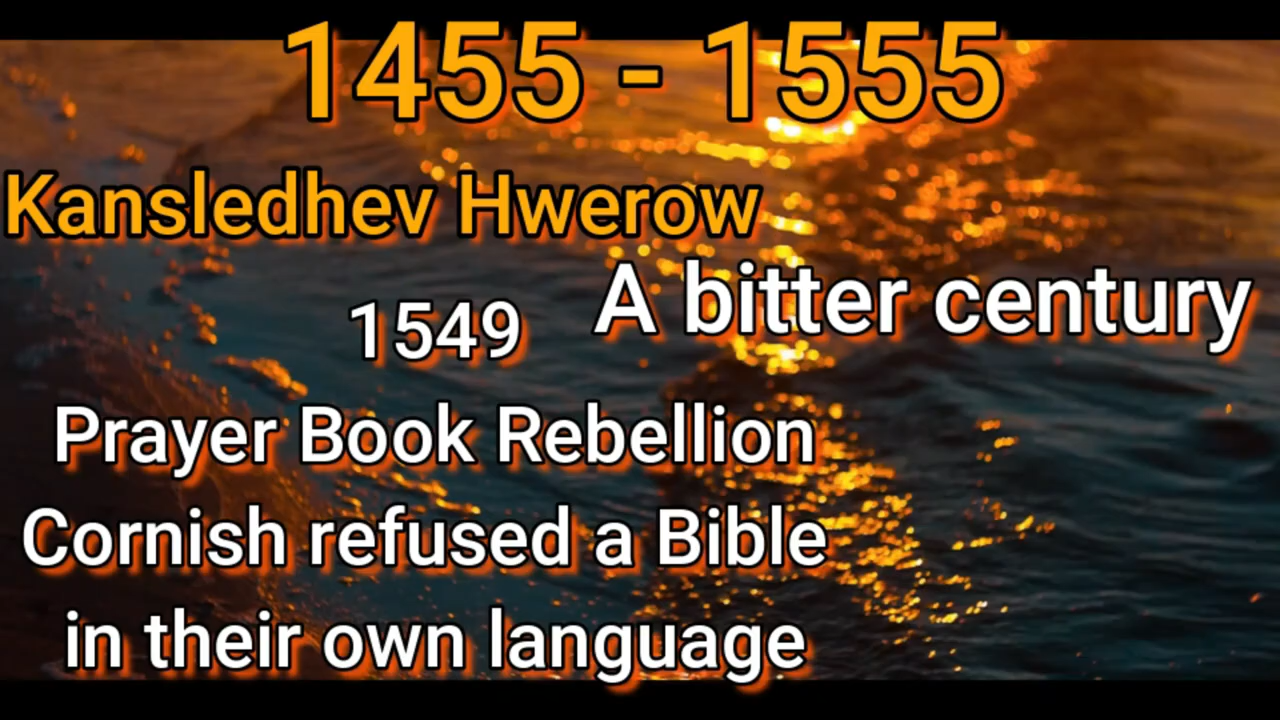 1455 - 1555
Kansledhev Hwerow
A bitter century
1549
Prayer Book Rebellion
Cornish refused a Bible
in their own language